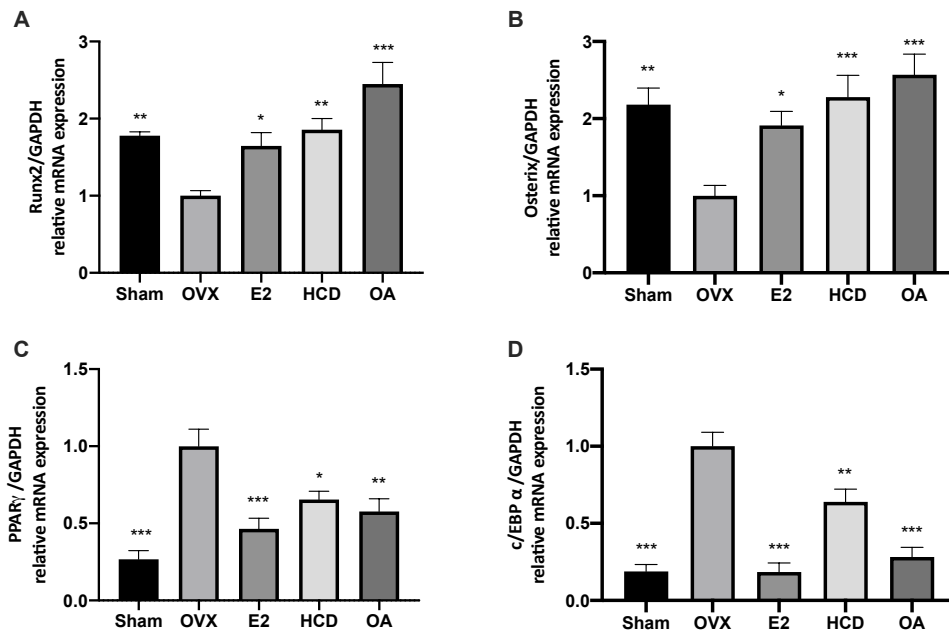 A
Runx2/GAPDH
relative mRNA expression
3
2
1
0
**
*
**
***
Sham OVX E2 HCD OA
B
Osterix/GAPDH
relative mRNA expression
3
2
1
0
**
*
***
***
Sham OVX E2 HCD OA
C
PPARγ /GAPDH
relative mRNA expression
1.5
1.0
0.5
0.0
***
***
*
**
Sham OVX E2 HCD OA
D
c/EBP α /GAPDH
relative mRNA expression
1.5
1.0
0.5
0.0
***
***
**
***
Sham OVX E2 HCD OA